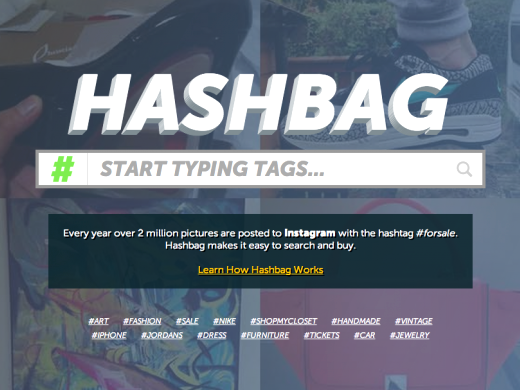 HASHBAG
# START TYPING TAGS...
Every year over 2 million pictures are posted to Instagram with the hashtag #forsale.
Hashbag makes it easy to search and buy.
Learn How Hashbag Works
#ART #FASHION #SALE #NIKE #SHOPMYCLOSET #HANDMADE #VINTAGE
#IPHONE #JORDANS #DRESS #FURNITURE #TICKETS #CAR #JEWELRY